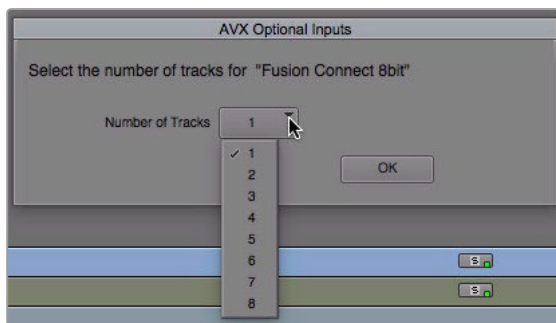 AVX Optional Inputs
Select the number of tracks for "Fusion Connect 8bit"
Number of Tracks 1
✓ 1
2
3
OK
4
5
6
S
7
S
8